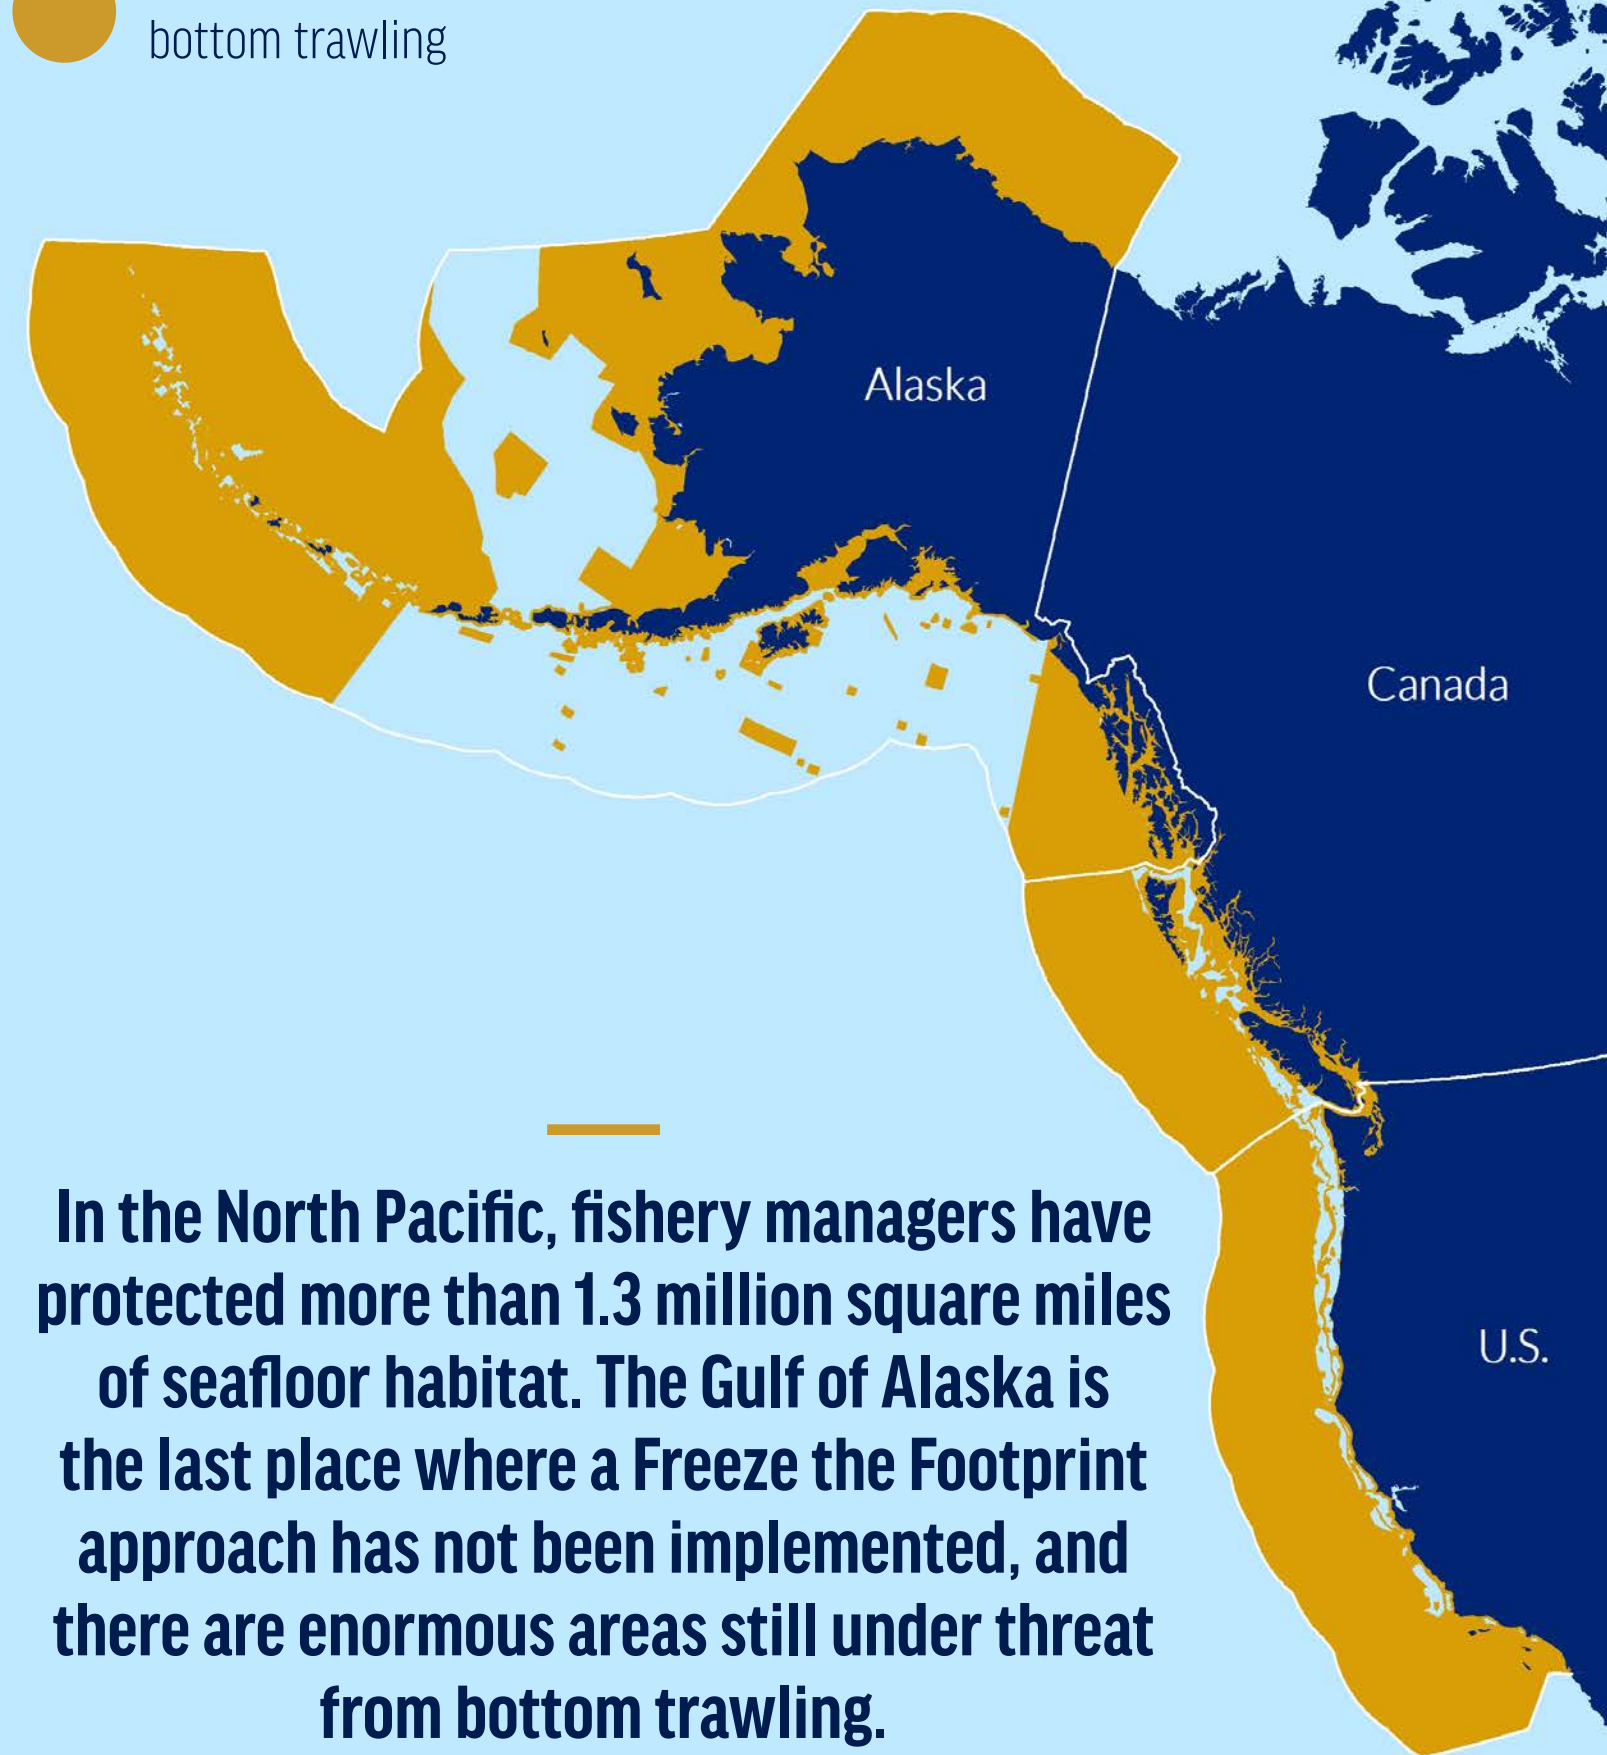 bottom trawling
Alaska
Canada
U.S.
In the North Pacific, fishery managers have
protected more than 1.3 million square miles
of seafloor habitat. The Gulf of Alaska is
the last place where a Freeze the Footprint
approach has not been implemented, and
there are enormous areas still under threat
from bottom trawling.